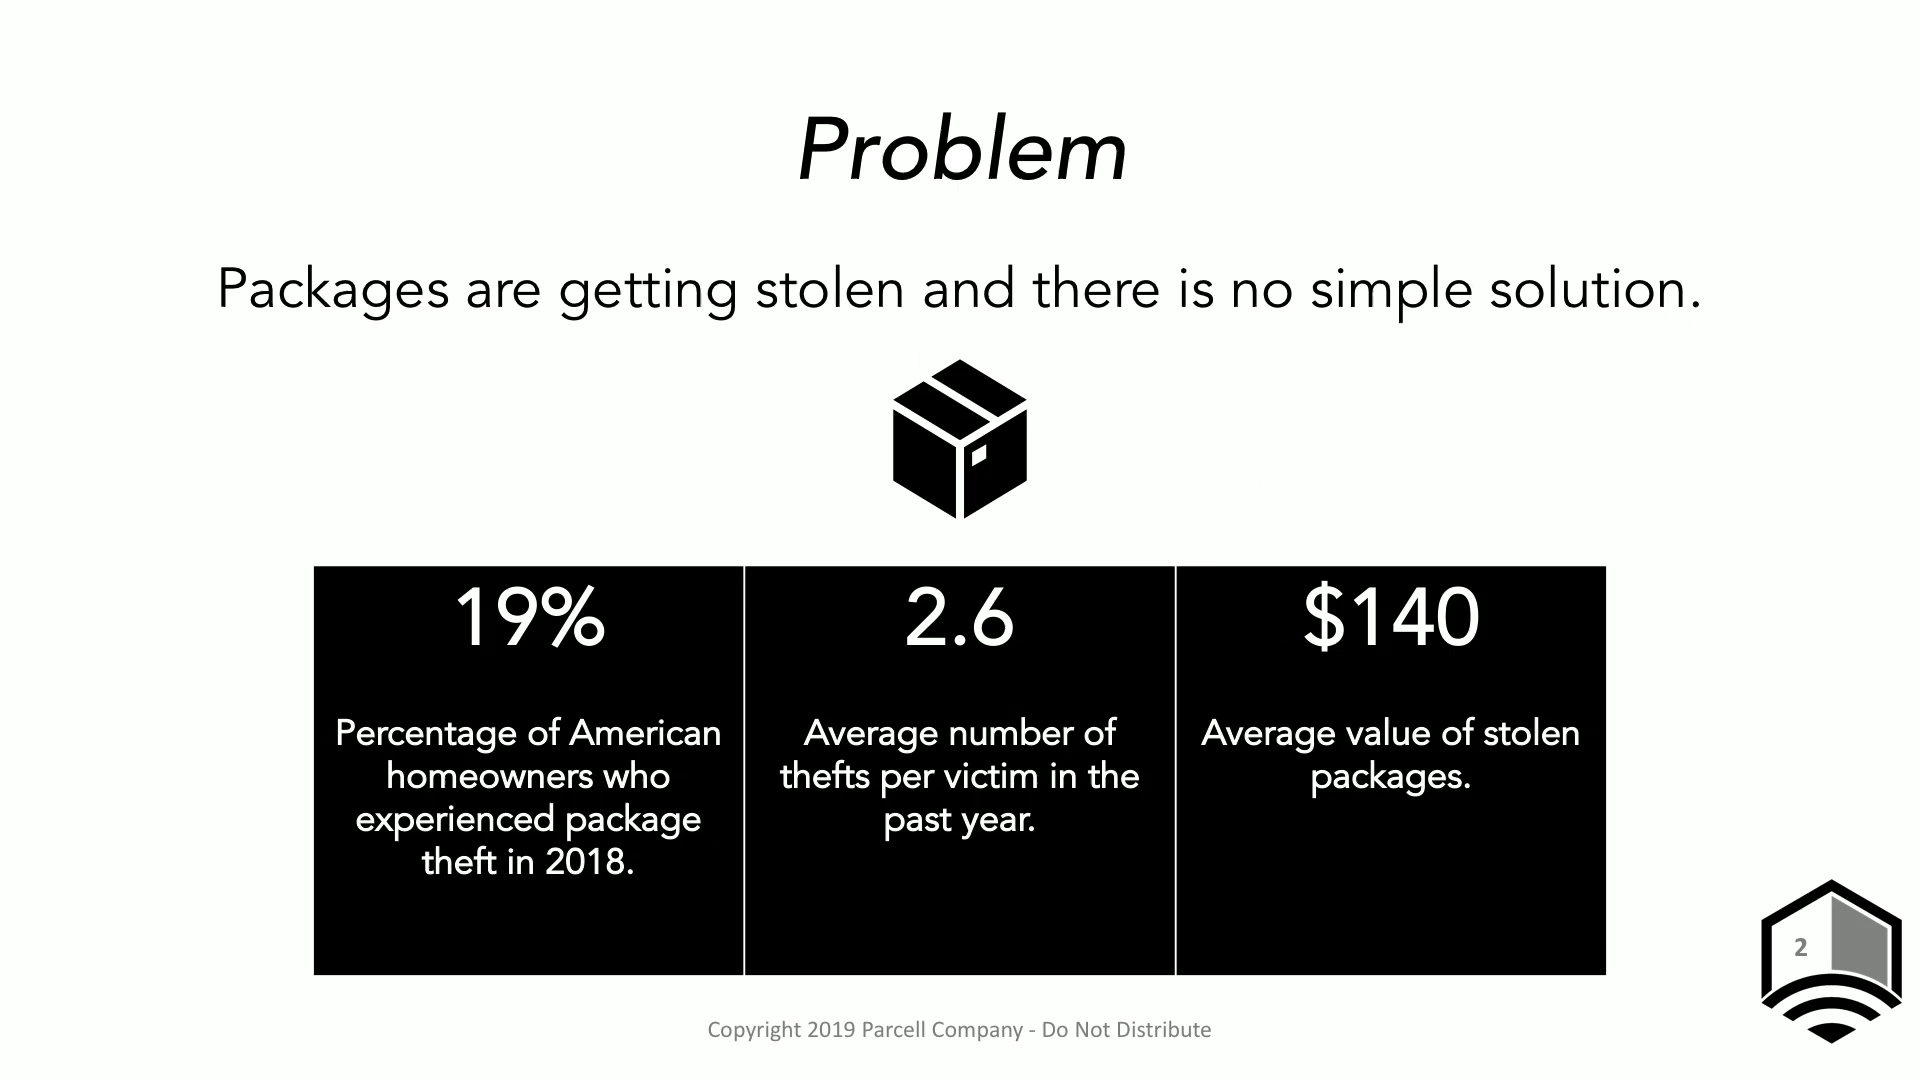 Problem
Packages are getting stolen and there is no simple solution.
19%
Percentage of American
homeowners who
experienced package
theft in 2018.
2.6
Average number of
thefts per victim in the
past year.
$140
Average value of stolen
packages.
2
Copyright 2019 Parcell Company - Do Not Distribute